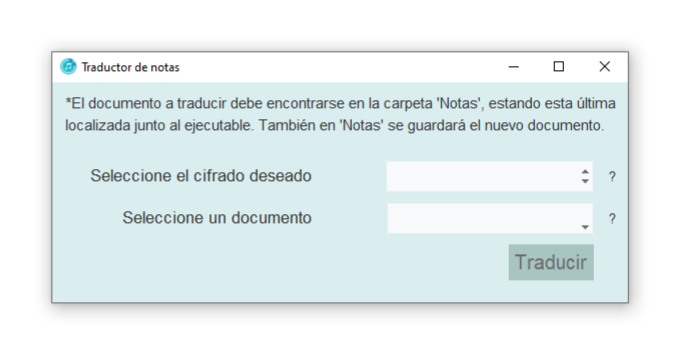 Traductor de notas
*El documento a traducir debe encontrarse en la carpeta 'Notas', estando esta última
localizada junto al ejecutable. También en 'Notas' se guardará el nuevo documento.
Seleccione el cifrado deseado ?
Seleccione un documento ?
Traducir